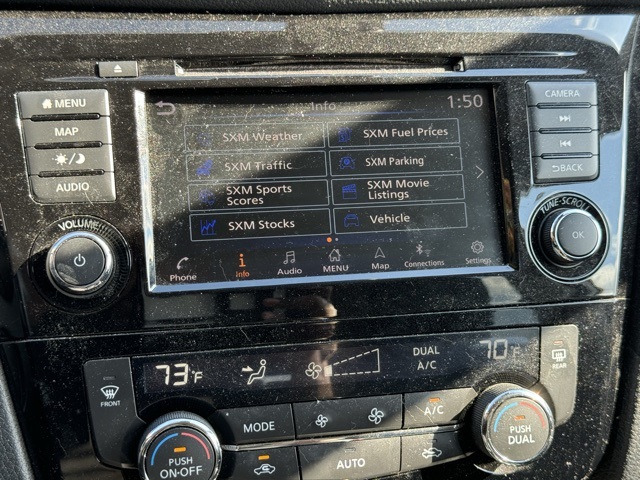 MENU
MAP
AUDIO
VOLUME
Info
1:50
SXM Weather
SXM Fuel Prices
SXM Traffic
SXM Parking
SXM Sports
Scores
SXM Movie
Listings
SXM Stocks
Vehicle
Phone
Info
Audio
MENU
Map
Connections
Settings
CAMERA
BACK
TUNE·SCROLL
OK
FRONT
73°F
DUAL
A/C
70°F
REAR
MODE
A/C
PUSH
ON·OFF
AUTO
PUSH
DUAL